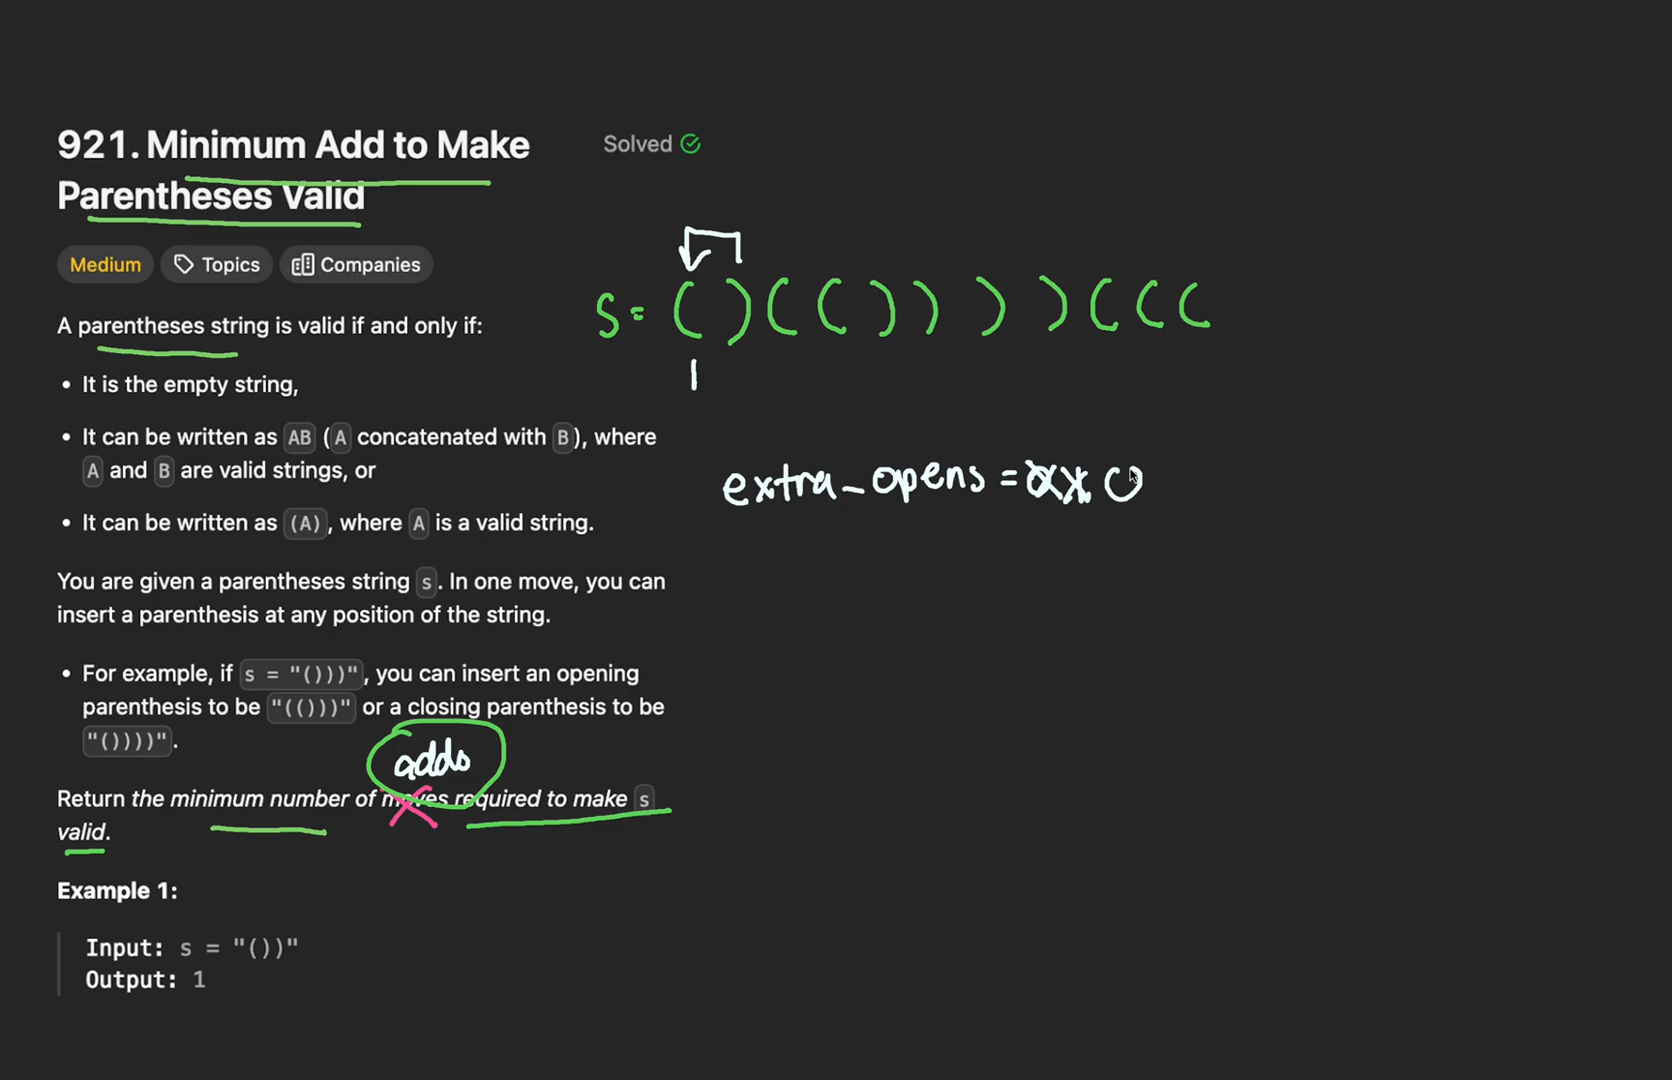 921. Minimum Add to Make
Parentheses Valid
Solved
Medium
Topics
Companies
A parentheses string is valid if and only if:
• It is the empty string,
• It can be written as AB (A concatenated with B), where
A and B are valid strings, or
• It can be written as (A), where A is a valid string.
You are given a parentheses string s. In one move, you can
insert a parenthesis at any position of the string.
• For example, if s = "()))", you can insert an opening
parenthesis to be "(()))" or a closing parenthesis to be
"())))".
adds
Return the minimum number of moves required to make s
valid.
Example 1:
Input: s = "())"
Output: 1
S= ()(())))(((
1
extra_opens = 0